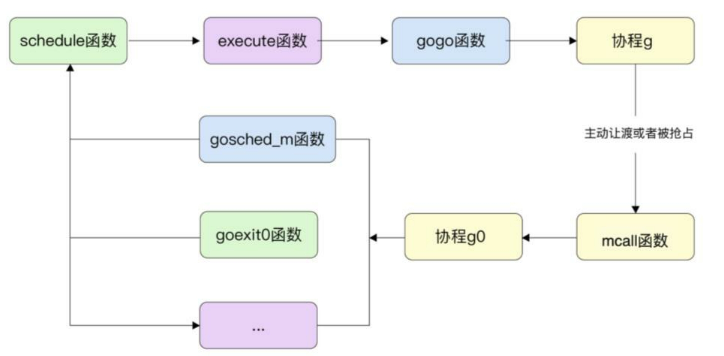 schedule函数
execute函数
gogo函数
协程g
主动让渡或者被抢占
gosched_m函数
goexit0函数
协程g0
mcall函数
...